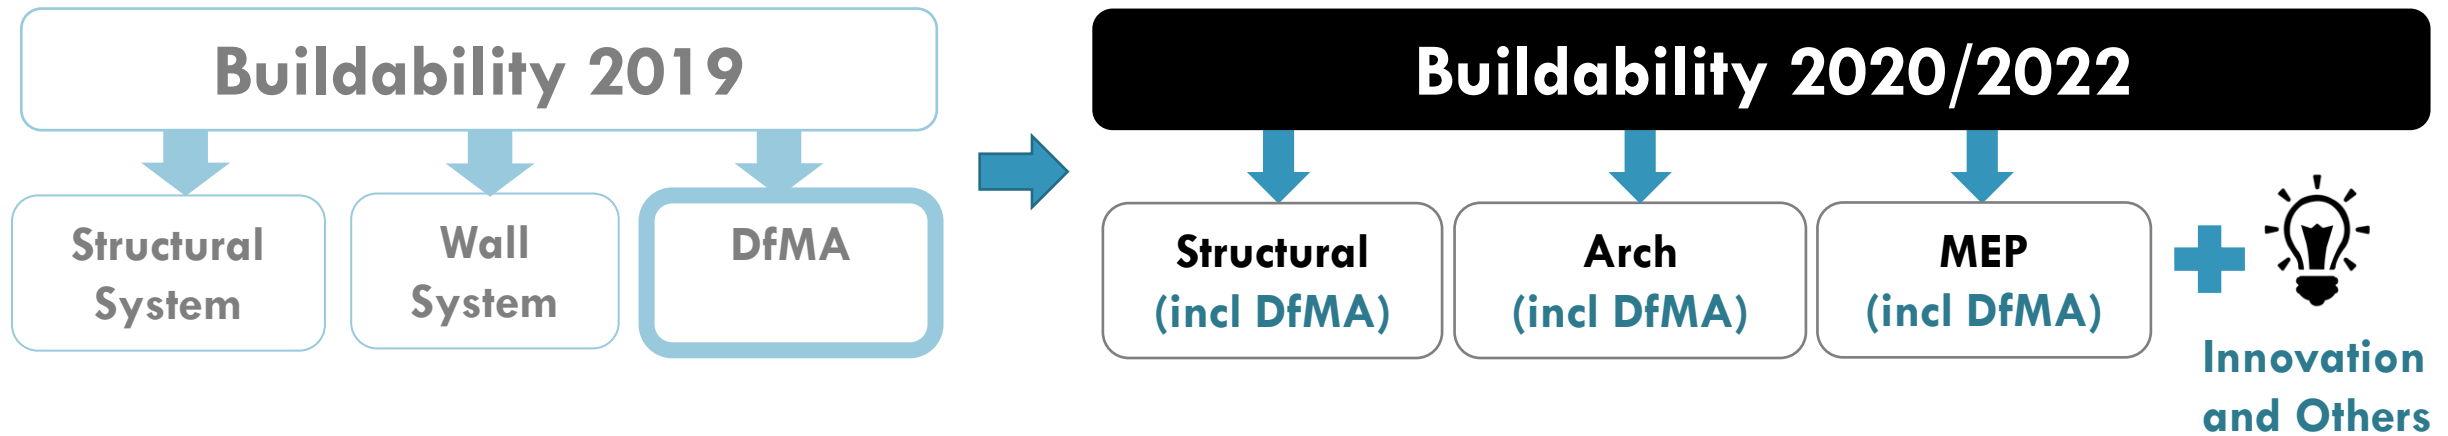 Buildability 2019
Structural
System
Wall
System
DfMA
Buildability 2020/2022
Structural
(incl DfMA)
Arch
(incl DfMA)
MEP
(incl DfMA)
Innovation
and Others